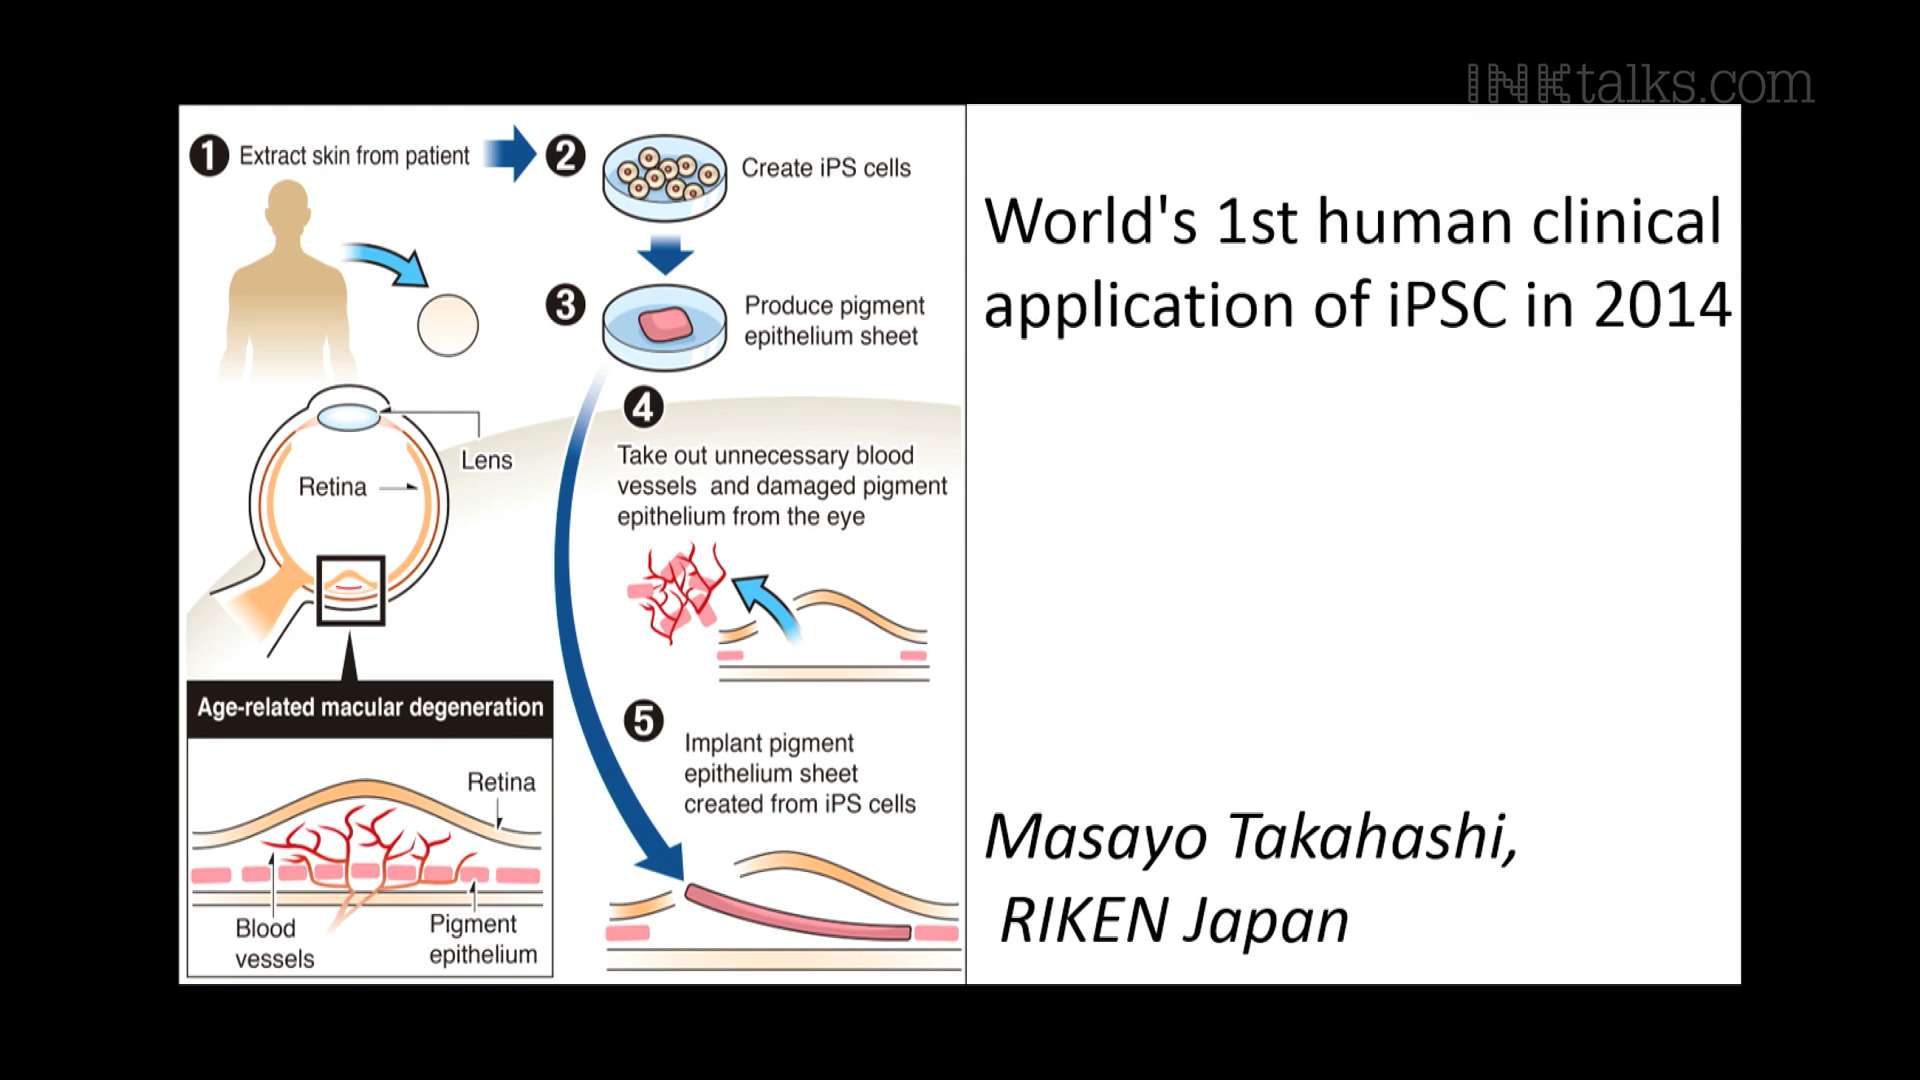 INKtalks.com
1 Extract skin from patient
2 Create iPS cells
3 Produce pigment
epithelium sheet
4
Take out unnecessary blood
vessels and damaged pigment
epithelium from the eye
5
Implant pigment
epithelium sheet
created from iPS cells
Lens
Retina
Age-related macular degeneration
Retina
Blood
vessels
Pigment
epithelium
World's 1st human clinical
application of iPSC in 2014
Masayo Takahashi,
RIKEN Japan